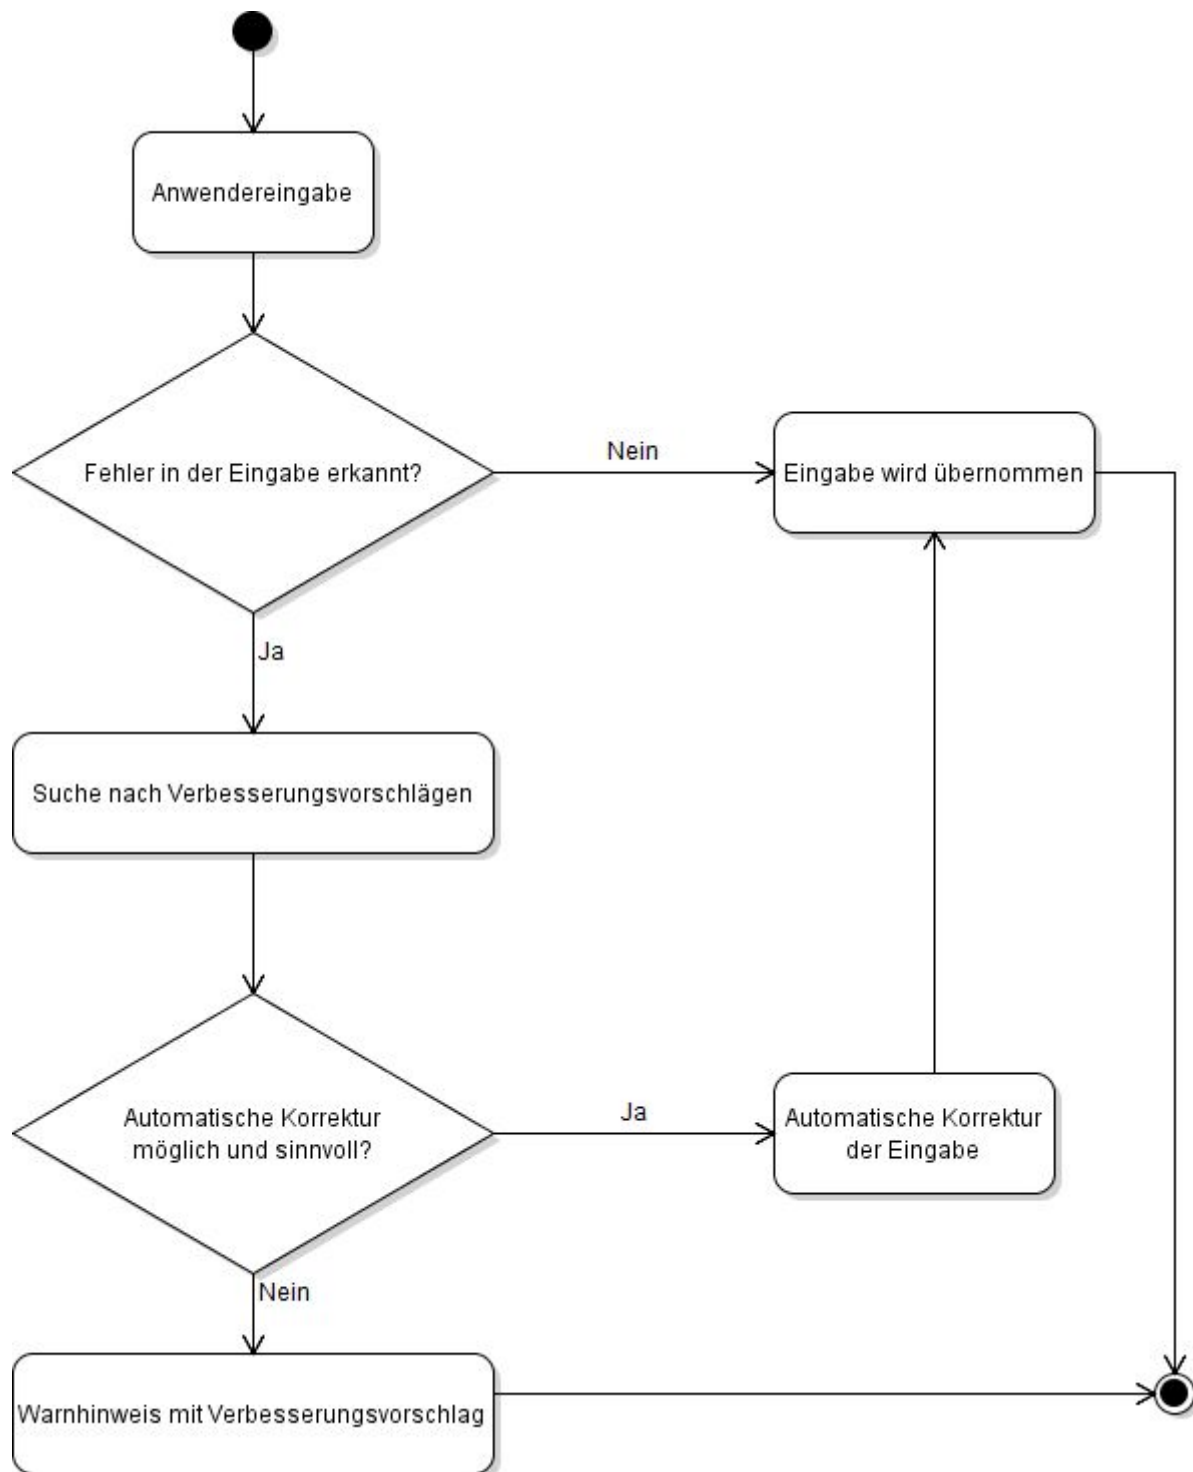 Anwendereingabe
Fehler in der Eingabe erkannt?
Nein
Eingabe wird übernommen
Ja
Suche nach Verbesserungsvorschlägen
Automatische Korrektur
möglich und sinnvoll?
Ja
Automatische Korrektur
der Eingabe
Nein
Warnhinweis mit Verbesserungsvorschlag